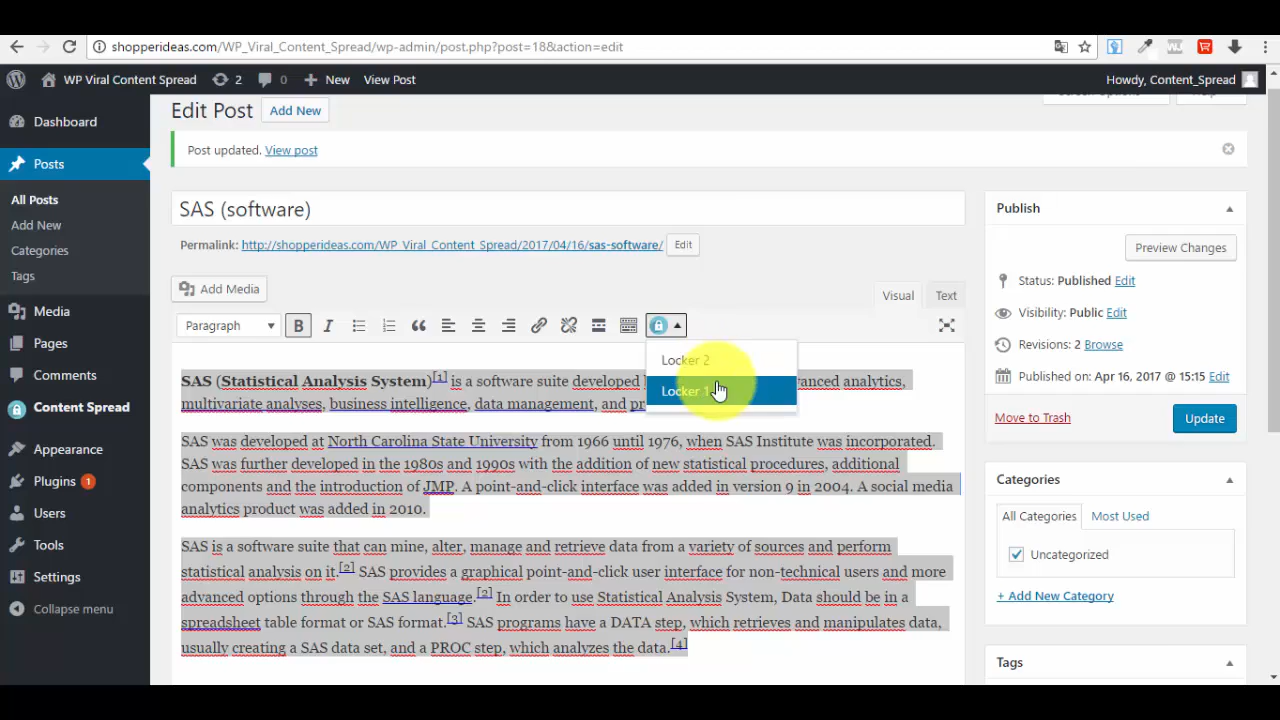 shopperideas.com/WP_Viral_Content_Spread/wp-admin/post.php?post=18&action=edit
WP Viral Content Spread 2 0 New View Post Howdy, Content_Spread
Edit Post Add New
Dashboard
Post updated. View post
Posts
All Posts
Add New
Categories
Tags
Media
Pages
Comments
Content Spread
Appearance
Plugins 1
Users
Tools
Settings
Collapse menu
SAS (software)
Permalink: http://shopperideas.com/WP_Viral_Content_Spread/2017/04/16/sas-software/ Edit
Add Media
Visual Text
Paragraph B I
Locker 2
Locker 1
SAS (Statistical Analysis System)[1] is a software suite developed
multivariate analyses, business intelligence, data management, and
SAS was developed at North Carolina State University from 1966 until 1976, when SAS Institute was incorporated.
SAS was further developed in the 1980s and 1990s with the addition of new statistical procedures, additional
components and the introduction of JMP. A point-and-click interface was added in version 9 in 2004. A social media
analytics product was added in 2010.
SAS is a software suite that can mine, alter, manage and retrieve data from a variety of sources and perform
statistical analysis on it.[2] SAS provides a graphical point-and-click user interface for non-technical users and more
advanced options through the SAS language.[2] In order to use Statistical Analysis System, Data should be in a
spreadsheet table format or SAS format.[3] SAS programs have a DATA step, which retrieves and manipulates data,
usually creating a SAS data set, and a PROC step, which analyzes the data.[4]
Publish
Preview Changes
Status: Published Edit
Visibility: Public Edit
Revisions: 2 Browse
Published on: Apr 16, 2017 @ 15:15 Edit
Move to Trash Update
Categories
All Categories Most Used
Uncategorized
+ Add New Category
Tags